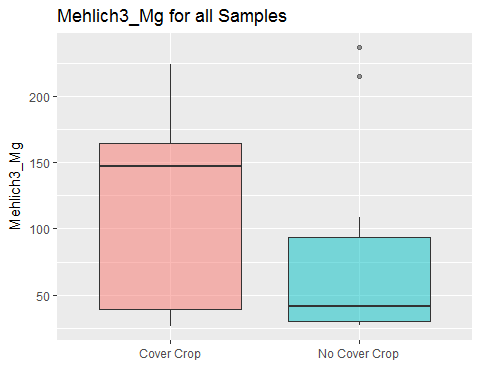 Mehlich3_Mg for all Samples
Mehlich3_Mg
200
150
100
50
Cover Crop
No Cover Crop